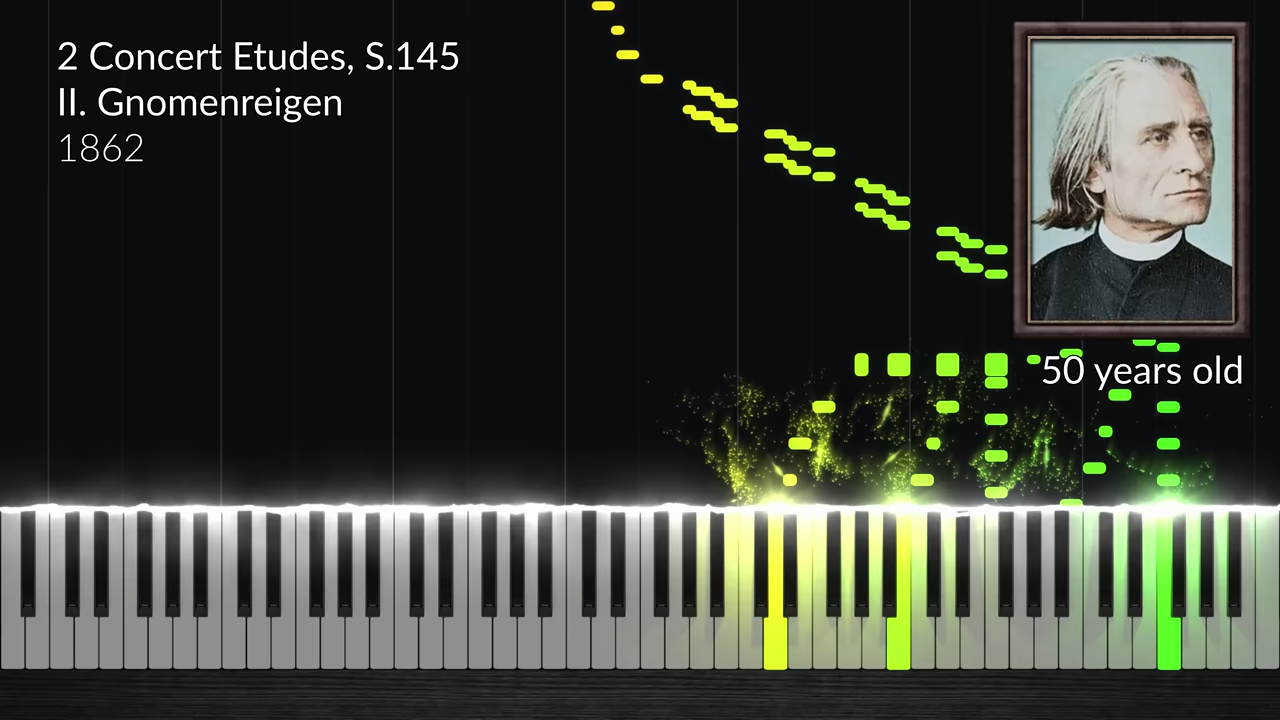 2 Concert Etudes, S.145
II. Gnomenreigen
1862
50 years old